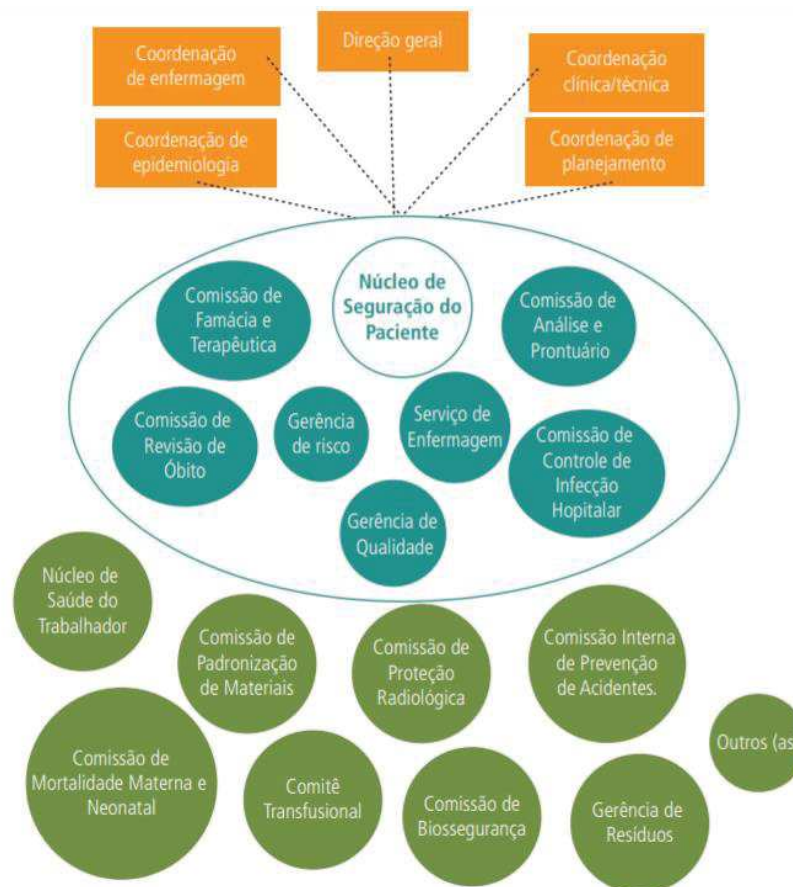 Coordenação
de enfermagem
Direção geral
Coordenação
clínica/técnica
Coordenação de
epidemiologia
Coordenação de
planejamento
Núcleo de
Seguração do
Paciente
Comissão de
Famácia e
Terapêutica
Comissão de
Análise e
Prontuário
Comissão de
Revisão de
Óbito
Gerência
de risco
Serviço de
Enfermagem
Comissão de
Controle de
Infecção
Hopitalar
Gerência de
Qualidade
Núcleo de
Saúde do
Trabalhador
Comissão de
Padronização
de Materiais
Comissão de
Proteção
Radiológica
Comissão Interna
de Prevenção
de Acidentes.
Comissão de
Mortalidade Materna e
Neonatal
Comitê
Transfusional
Comissão de
Biossegurança
Gerência de
Resíduos
Outros (as